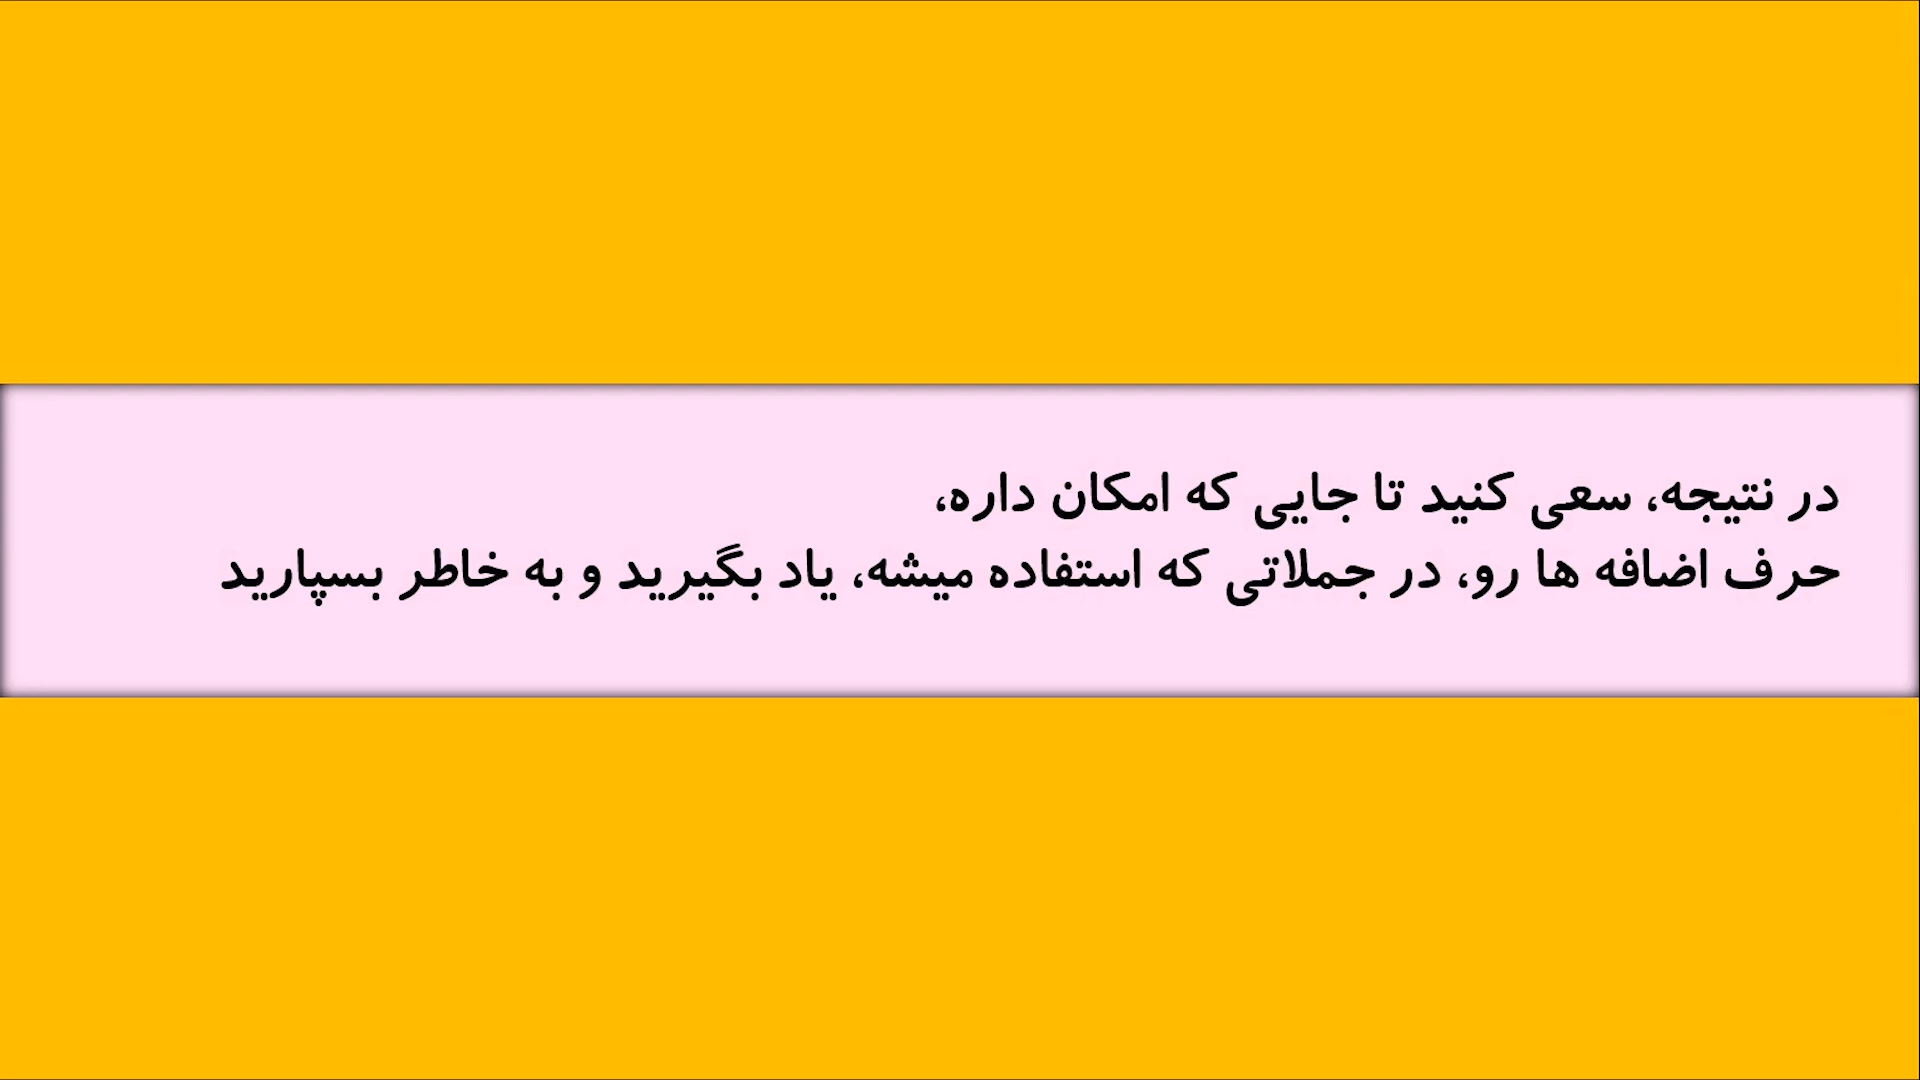 در نتیجه، سعی کنید تا جایی که امکان داره،
حرف اضافه ها رو، در جملاتی که استفاده میشه، یاد بگیرید و به خاطر بسپارید